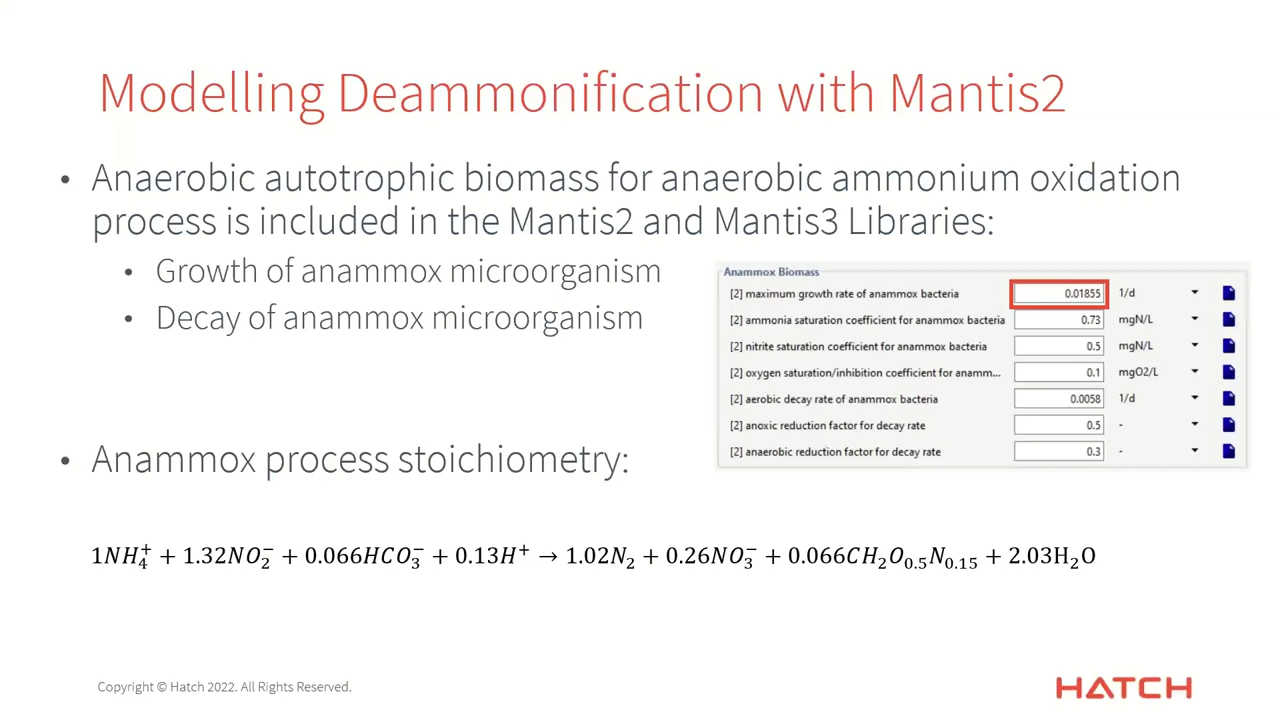 Modelling Deammonification with Mantis2
• Anaerobic autotrophic biomass for anaerobic ammonium oxidation
process is included in the Mantis2 and Mantis3 Libraries:
• Growth of anammox microorganism
• Decay of anammox microorganism
Anammox Biomass
[2] maximum growth rate of anammox bacteria 0.01855 1/d
[2] ammonia saturation coefficient for anammox bacteria 0.73 mgN/L
[2] nitrite saturation coefficient for anammox bacteria 0.5 mgN/L
[2] oxygen saturation/inhibition coefficient for anamm... 0.1 mgO2/L
[2] aerobic decay rate of anammox bacteria 0.0058 1/d
[2] anoxic reduction factor for decay rate 0.5 -
[2] anaerobic reduction factor for decay rate 0.3 -
• Anammox process stoichiometry:
1NH₄⁺ + 1.32NO₂⁻ + 0.066HCO₃⁻ + 0.13H⁺ → 1.02N₂ + 0.26NO₃⁻ + 0.066CH₂O₀.₅N₀.₁₅ + 2.03H₂O
Copyright © Hatch 2022. All Rights Reserved.
HATCH